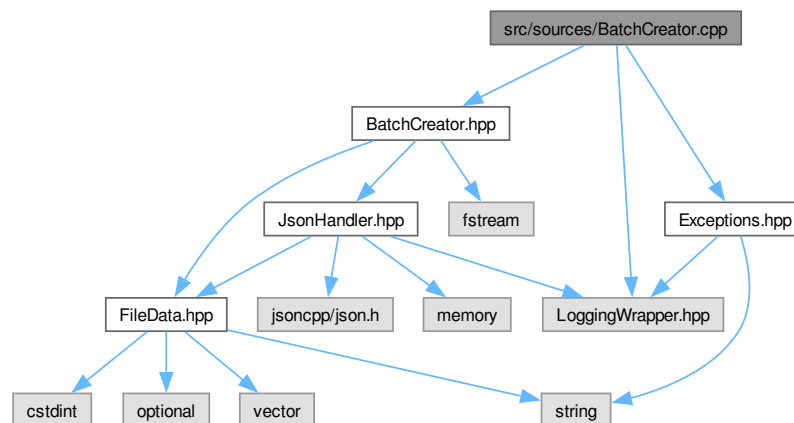 src/sources/BatchCreator.cpp
BatchCreator.hpp
JsonHandler.hpp
fstream
Exceptions.hpp
FileData.hpp
jsoncpp/json.h
memory
LoggingWrapper.hpp
cstdint
optional
vector
string